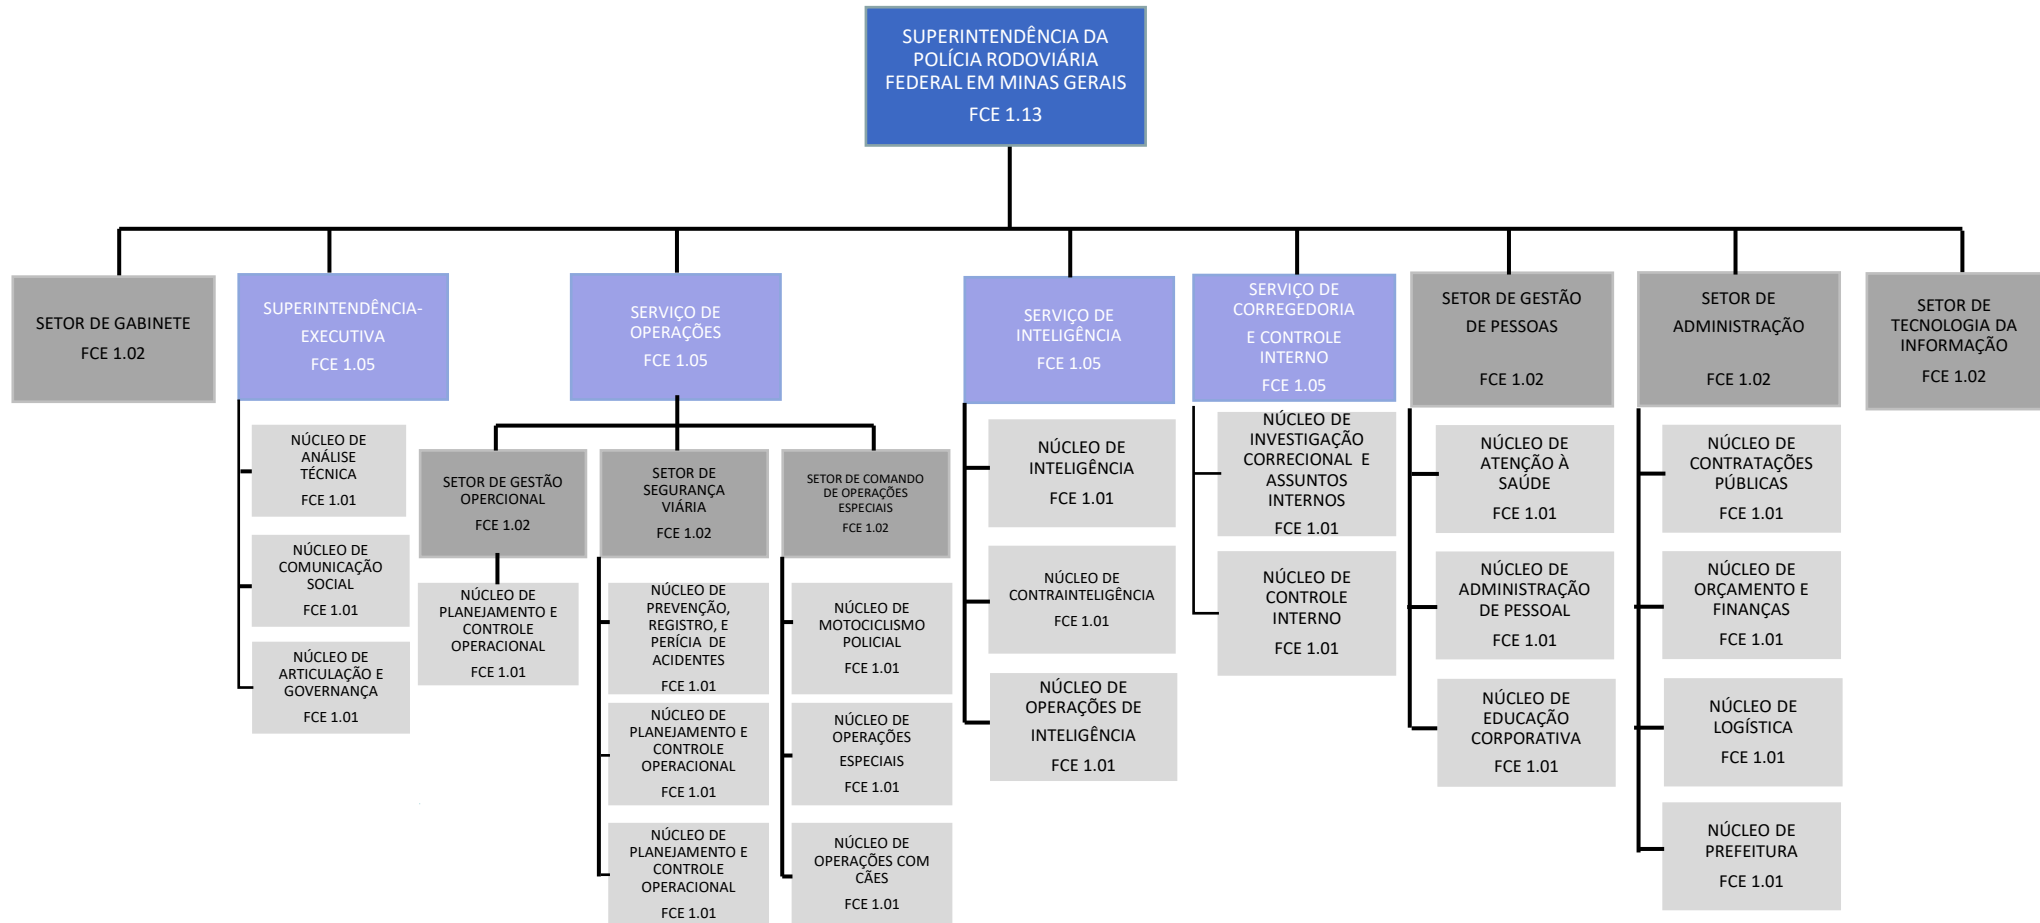 SUPERINTENDÊNCIA DA
POLÍCIA RODOVIÁRIA
FEDERAL EM MINAS GERAIS
FCE 1.13
SETOR DE GABINETE
FCE 1.02
SUPERINTENDÊNCIA-
EXECUTIVA
FCE 1.05
SERVIÇO DE
OPERAÇÕES
FCE 1.05
SERVIÇO DE
INTELIGÊNCIA
FCE 1.05
SERVIÇO DE
CORREGEDORIA
E CONTROLE
INTERNO
FCE 1.05
SETOR DE GESTÃO
DE PESSOAS
FCE 1.02
SETOR DE
ADMINISTRAÇÃO
FCE 1.02
SETOR DE
TECNOLOGIA DA
INFORMAÇÃO
FCE 1.02
NÚCLEO DE
ANÁLISE
TÉCNICA
FCE 1.01
NÚCLEO DE
COMUNICAÇÃO
SOCIAL
FCE 1.01
NÚCLEO DE
ARTICULAÇÃO E
GOVERNANÇA
FCE 1.01
SETOR DE GESTÃO
OPERCIONAL
FCE 1.02
NÚCLEO DE
PLANEJAMENTO E
CONTROLE
OPERACIONAL
FCE 1.01
SETOR DE
SEGURANÇA
VIÁRIA
FCE 1.02
NÚCLEO DE
PREVENÇÃO,
REGISTRO, E
PERÍCIA DE
ACIDENTES
FCE 1.01
NÚCLEO DE
PLANEJAMENTO E
CONTROLE
OPERACIONAL
FCE 1.01
NÚCLEO DE
PLANEJAMENTO E
CONTROLE
OPERACIONAL
FCE 1.01
SETOR DE COMANDO
DE OPERAÇÕES
ESPECIAIS
FCE 1.02
NÚCLEO DE
MOTOCICLISMO
POLICIAL
FCE 1.01
NÚCLEO DE
OPERAÇÕES
ESPECIAIS
FCE 1.01
NÚCLEO DE
OPERAÇÕES COM
CÃES
FCE 1.01
NÚCLEO DE
INTELIGÊNCIA
FCE 1.01
NÚCLEO DE
CONTRAINTELIGÊNCIA
FCE 1.01
NÚCLEO DE
OPERAÇÕES DE
INTELIGÊNCIA
FCE 1.01
NÚCLEO DE
INVESTIGAÇÃO
CORRECIONAL E
ASSUNTOS
INTERNOS
FCE 1.01
NÚCLEO DE
CONTROLE
INTERNO
FCE 1.01
NÚCLEO DE
ATENÇÃO À
SAÚDE
FCE 1.01
NÚCLEO DE
ADMINISTRAÇÃO
DE PESSOAL
FCE 1.01
NÚCLEO DE
EDUCAÇÃO
CORPORATIVA
FCE 1.01
NÚCLEO DE
CONTRATAÇÕES
PÚBLICAS
FCE 1.01
NÚCLEO DE
ORÇAMENTO E
FINANÇAS
FCE 1.01
NÚCLEO DE
LOGÍSTICA
FCE 1.01
NÚCLEO DE
PREFEITURA
FCE 1.01